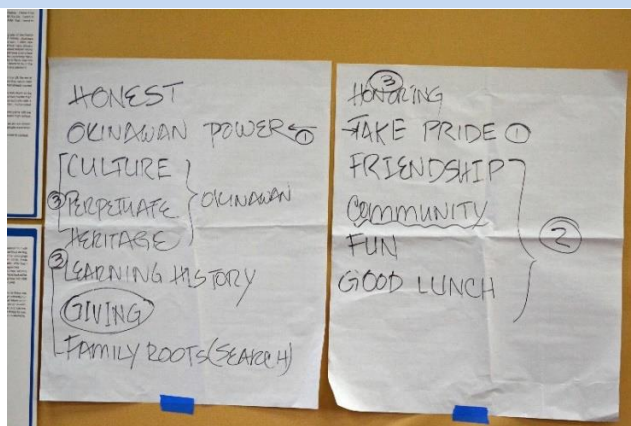 HONEST
OKINAWAN POWER ①
CULTURE
③ PERPETUATE } OKINAWAN
HERITAGE
③ LEARNING HISTORY
GIVING
FAMILY ROOTS (SEARCH)
③
HONORING
TAKE PRIDE ①
FRIENDSHIP
COMMUNITY
②
FUN
GOOD LUNCH